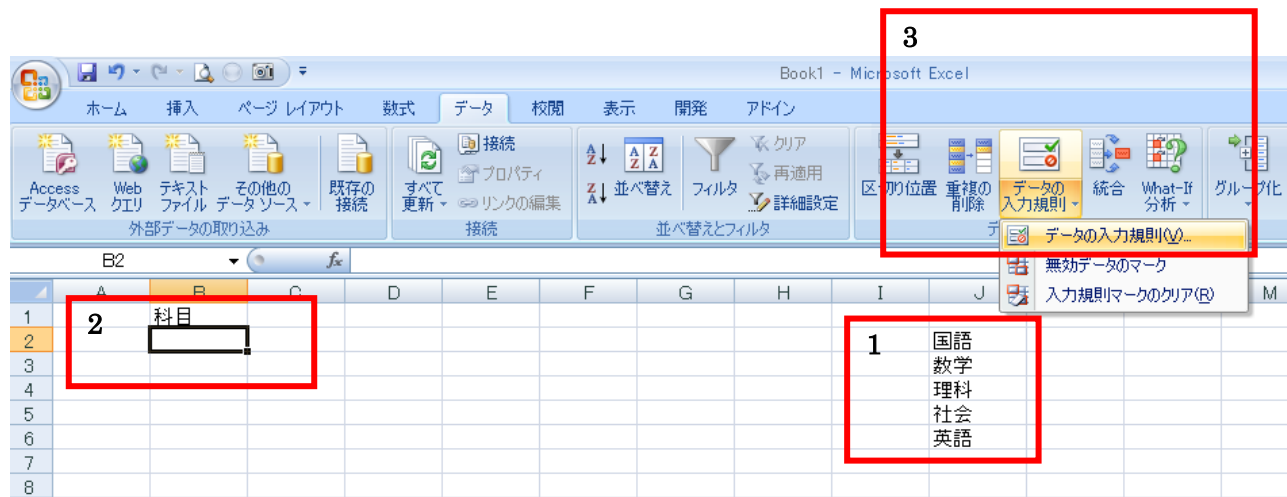 3
Book1 - Microsoft Excel
ホーム 挿入 ページ レイアウト 数式 データ 校閲 表示 開発 アドイン
Access データベース
Web クエリ
テキスト ファイル
その他の データ ソース
既存の 接続
外部データの取り込み
すべて 更新
接続
プロパティ
リンクの編集
接続
並べ替え
フィルタ
クリア
再適用
詳細設定
並べ替えとフィルタ
区切り位置
重複の 削除
データの 入力規則
統合
What-If 分析
グループ化
データの入力規則(V)...
無効データのマーク
入力規則マークのクリア(R)
B2 fx
A B C D E F G H I J M
1 科目
2
3
4
5
6
7
8
2
1
国語
数学
理科
社会
英語